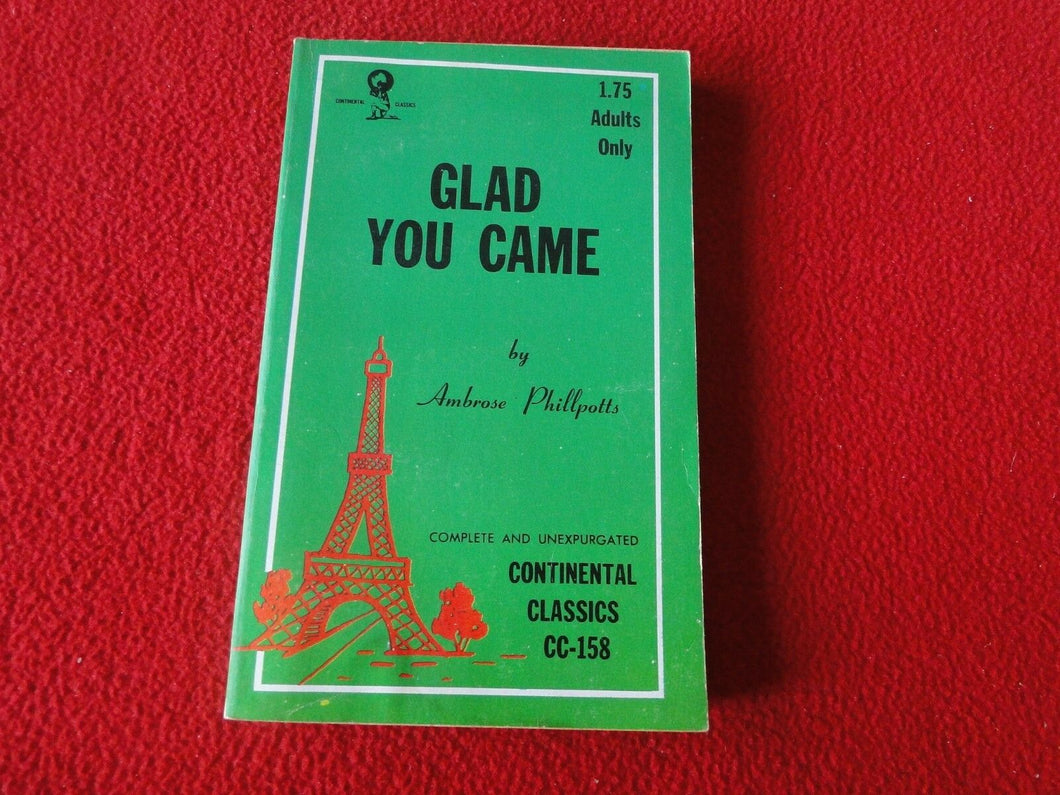 CONTINENTAL CLASSICS
1.75
Adults
Only
GLAD
YOU CAME
by
Ambrose Phillpotts
COMPLETE AND UNEXPURGATED
CONTINENTAL
CLASSICS
CC-158